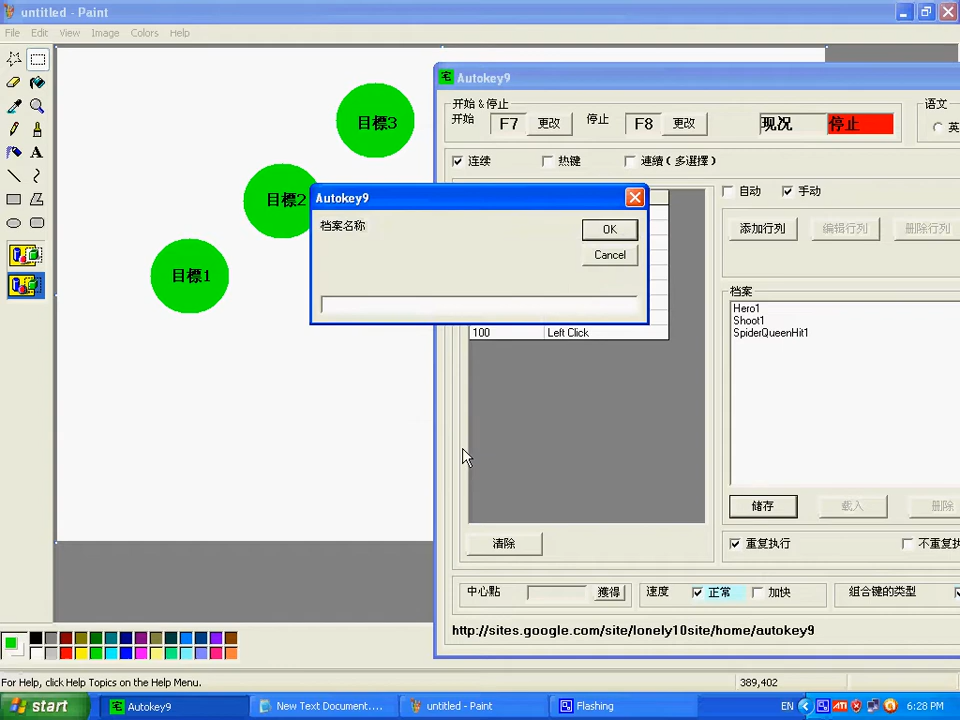 untitled - Paint
File Edit View Image Colors Help
目標3
目標2
目標1
Autokey9
开始 & 停止
开始 F7 更改 停止 F8 更改 现况 停止
语文
英
连续 热键 連續 ( 多選擇 )
自动 手动
添加行列 编辑行列 删除行列
Autokey9
档案名称
OK
Cancel
100 Left Click
档案
Hero1
Shoot1
SpiderQueenHit1
储存 载入 删除
清除
重复执行 不重复执
中心點 獲得 速度 正常 加快 组合键的类型
http://sites.google.com/site/lonely10site/home/autokey9
For Help, click Help Topics on the Help Menu.
389,402
start Autokey9 New Text Document.... untitled - Paint Flashing EN ATI 6:28 PM